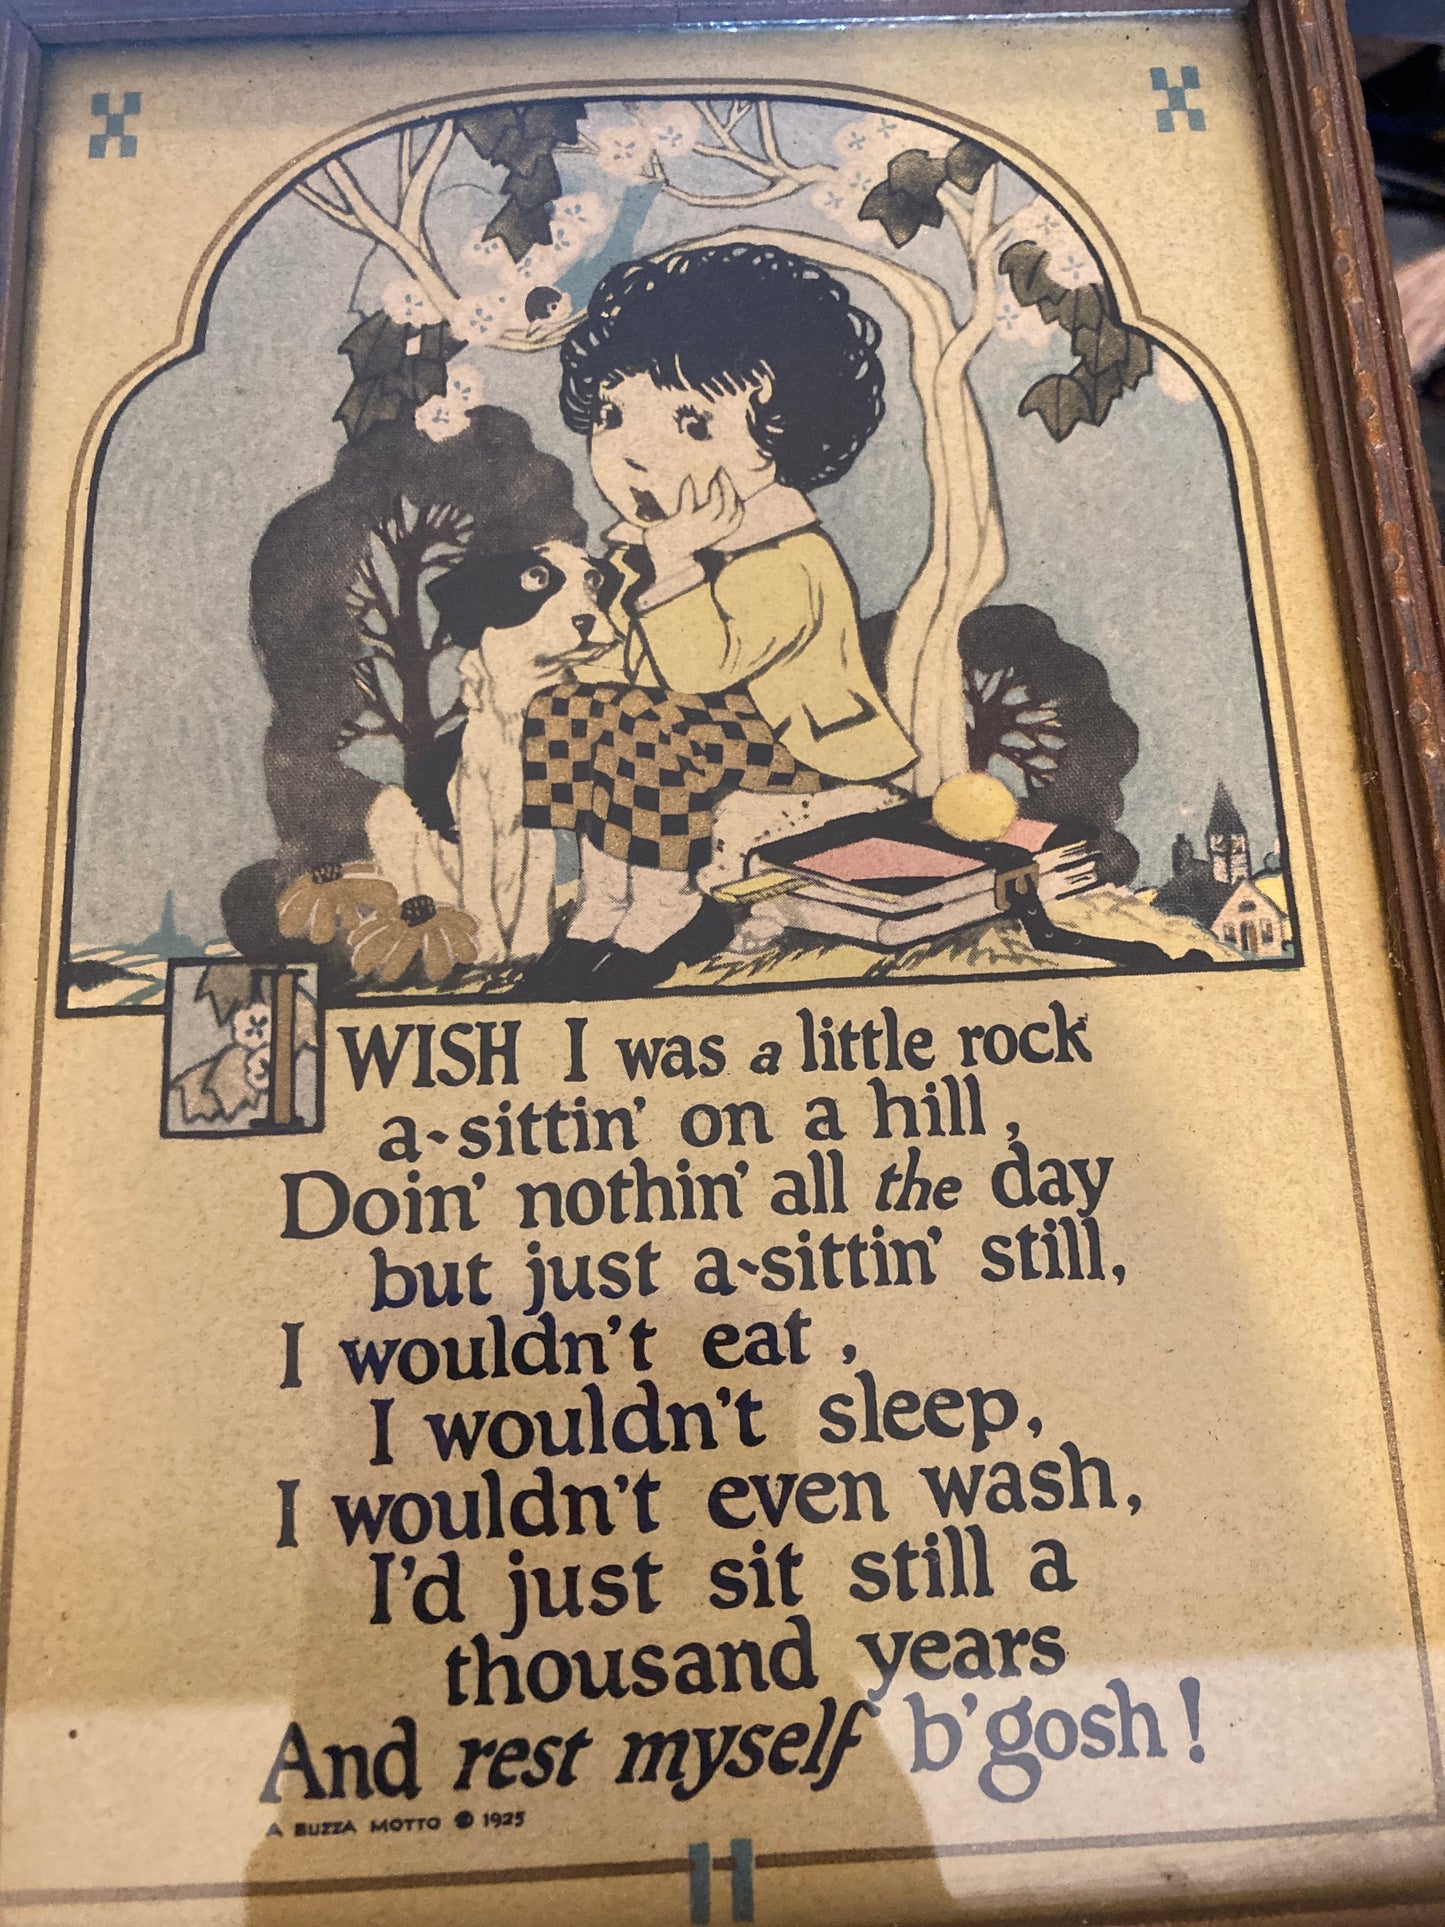 I WISH I was a little rock
a-sittin' on a hill,
Doin' nothin' all the day
but just a-sittin' still,
I wouldn't eat,
I wouldn't sleep,
I wouldn't even wash,
I'd just sit still a
thousand years
And rest myself b'gosh!
A BUZZA MOTTO © 1925